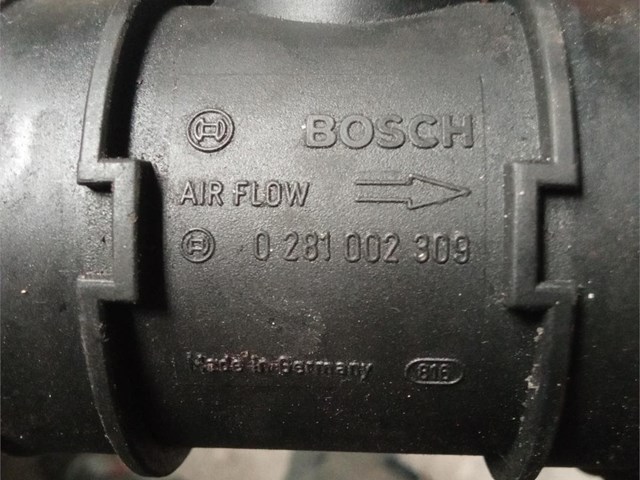 BOSCH
AIR FLOW
0 281 002 309
Made in Germany 816